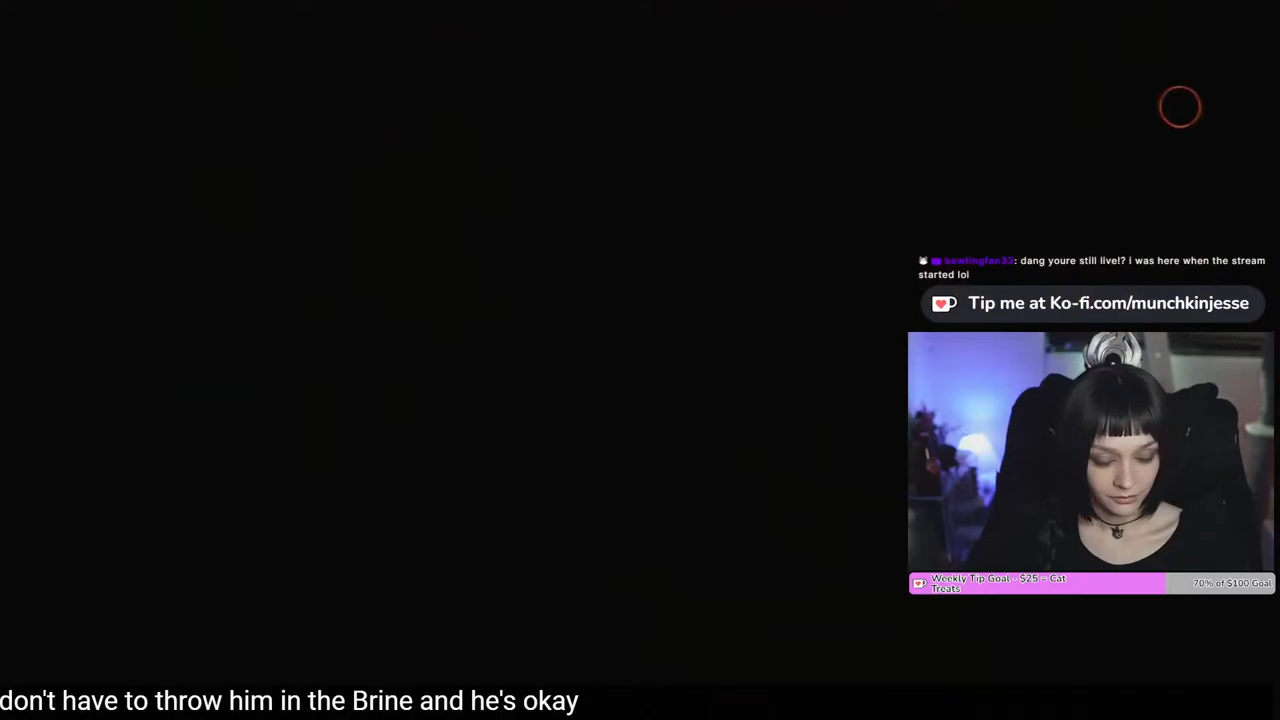 bowlingfan33: dang youre still live!? i was here when the stream
started lol
Tip me at Ko-fi.com/munchkinjesse
Weekly Tip Goal - $25 = Cat
Treats
70% of $100 Goal
don't have to throw him in the Brine and he's okay